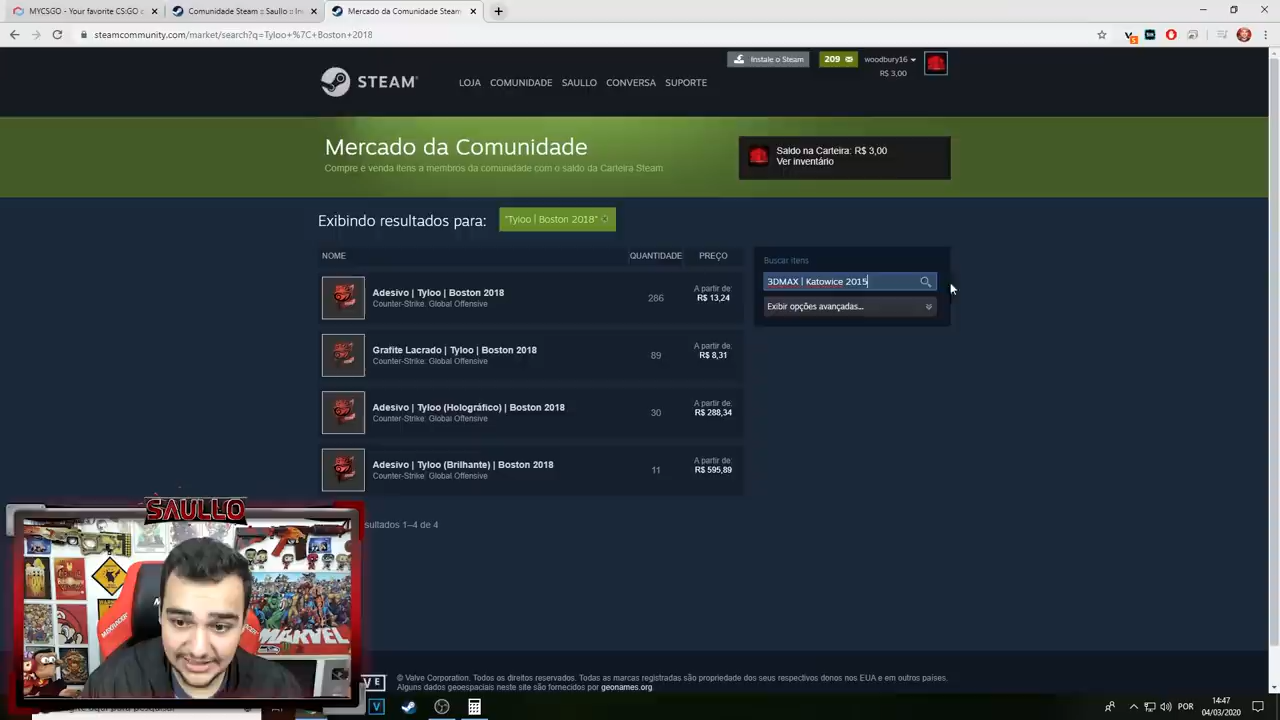 MYCSGO - Your favorite CS:GO c
Comunidade Steam :: Saullo :: In
Mercado da Comunidade Steam
steamcommunity.com/market/search?q=Tyloo+%7C+Boston+2018
STEAM
LOJA COMUNIDADE SAULLO CONVERSA SUPORTE
Instale o Steam
209
woodbury16
R$ 3,00
Mercado da Comunidade
Compre e venda itens a membros da comunidade com o saldo da Carteira Steam
Saldo na Carteira: R$ 3,00
Ver inventário
Exibindo resultados para: "Tyloo | Boston 2018"
NOME QUANTIDADE PREÇO
Adesivo | Tyloo | Boston 2018
Counter-Strike: Global Offensive
286
A partir de:
R$ 13,24
Grafite Lacrado | Tyloo | Boston 2018
Counter-Strike: Global Offensive
89
A partir de:
R$ 8,31
Adesivo | Tyloo (Holográfico) | Boston 2018
Counter-Strike: Global Offensive
30
A partir de:
R$ 288,34
Adesivo | Tyloo (Brilhante) | Boston 2018
Counter-Strike: Global Offensive
11
A partir de:
R$ 595,89
sultados 1–4 de 4
Buscar itens
3DMAX | Katowice 2015
Exibir opções avançadas...
SAULLO
MARVEL
MAXRACER
VE
© Valve Corporation. Todos os direitos reservados. Todas as marcas registradas são propriedade dos seus respectivos donos nos EUA e em outros países.
Alguns dados geoespaciais neste site são fornecidos por geonames.org
POR
14:47
04/03/2020